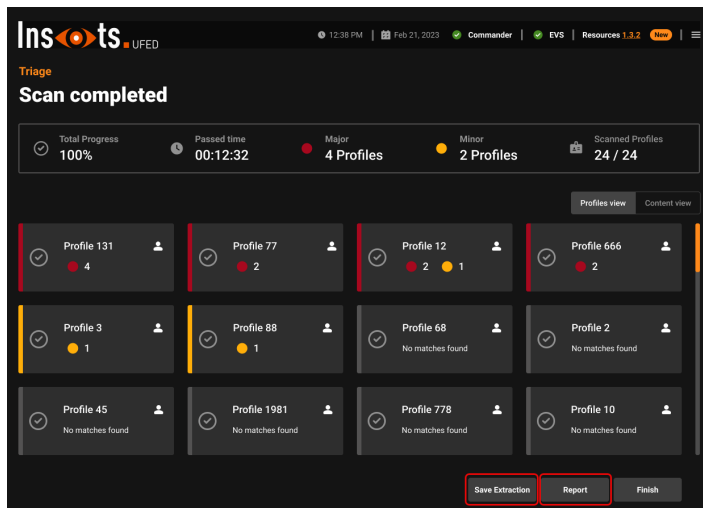 Insights.UFED
12:38 PM | Feb 21, 2023 Commander | EVS | Resources 1.3.2 New |
Triage
Scan completed
Total Progress Passed time Major Minor Scanned Profiles
100% 00:12:32 4 Profiles 2 Profiles 24 / 24
Profiles view Content view
Profile 131 Profile 77 Profile 12 Profile 666
4 2 2 1 2
Profile 3 Profile 88 Profile 68 Profile 2
1 1 No matches found No matches found
Profile 45 Profile 1981 Profile 778 Profile 10
No matches found No matches found No matches found No matches found
Save Extraction Report Finish